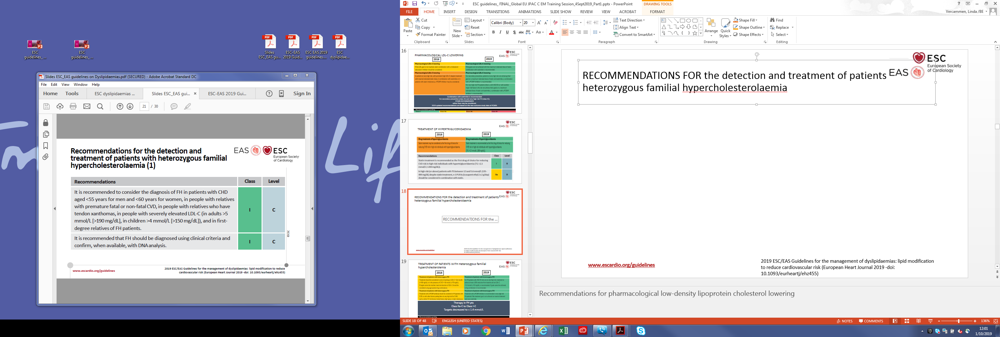 ESC guidelines_ ...
ESC guidelines_ ...
Slides ESC_EAS gu...
ESC-EAS 2019 Guid...
ESC EAS 2019 guidelines....
ESC dyslipidae...
Slides ESC_EAS guidelines on Dyslipidaemias.pdf (SECURED) - Adobe Acrobat Standard DC
File Edit View Window Help
Home Tools ESC dyslipidaemias ... Slides ESC_EAS gui... × ESC-EAS 2019 Gui... Sign In
21 / 30
Recommendations for the detection and
treatment of patients with heterozygous familial
hypercholesterolaemia (1)
EAS ESC
European Society
of Cardiology
Recommendations Class Level
It is recommended to consider the diagnosis of FH in patients with CHD
aged <55 years for men and <60 years for women, in people with relatives
with premature fatal or non-fatal CVD, in people with relatives who have
tendon xanthomas, in people with severely elevated LDL-C (in adults >5
mmol/L [>190 mg/dL], in children >4 mmol/L [>150 mg/dL]), and in first-
degree relatives of FH patients.
I C
It is recommended that FH should be diagnosed using clinical criteria and
confirm, when available, with DNA analysis.
I C
©ESC
www.escardio.org/guidelines
2019 ESC/EAS Guidelines for the management of dyslipidaemias: lipid modification to reduce
cardiovascular risk (European Heart Journal 2019 -doi: 10.1093/eurheartj/ehz455)
ESC guidelines_ FINAL_Global EU JPAC C EM Training Session_4Sept2019_Part1.pptx - PowerPoint
DRAWING TOOLS
FILE HOME INSERT DESIGN TRANSITIONS ANIMATIONS SLIDE SHOW REVIEW VIEW ACROBAT FORMAT
Vercammen, Linda /BE
Paste Cut Copy Format Painter
New Slide Layout Reset Section
Calibri (Body) 20
Text Direction
Align Text
Convert to SmartArt
Arrange Quick Styles
Shape Fill
Shape Outline
Shape Effects
Find
Replace
Select
Clipboard Slides Font Paragraph Drawing Editing
16
PHARMACOLOGICAL LDL-C LOWERING
2016 2019
Pharmacological LDL-C lowering Pharmacological LDL-C lowering
Combination with ezetimibe is recommended
For secondary prevention (class IA) and very high risk FH (class IC);
PCSK9i RECOMMENDED
rather than may be considered.
2019 updated recommendations are based on the new outcome study data of PCSK9i.
17
TREATMENT OF HYPERTRIGLYCERIDAEMIA
2016 2019
Drug treatments of hypertriglyceridaemia Drug treatments of hypertriglyceridaemia
Recommendations Class Level
Statin treatment is recommended as the first drug of choice for reducing
CVD risk in high-risk individuals with hypertriglyceridaemia (TG >2.3
mmol/L (>200 mg/dL)).
I B
In high-risk (or above) patients with TG between 1.5 and 5.6 mmol/L (135-
499 mg/dL) despite statin treatment, n-3 PUFAs (icosapent ethyl 2 x 2 g/day)
should be considered in combination with statin.
IIa B
18
RECOMMENDATIONS FOR the detection and treatment of patients
heterozygous familial hypercholesterolaemia
RECOMMENDATIONS FOR the ...
19
TREATMENT OF PATIENTS WITH Heterozygous familial
hypercholesterolemia
2016 2019
Treatment of patients with heterozygous FH Treatment of patients with heterozygous FH
Therapy in FH pts
Class IIa-C to Class I-C
Targets decreased to < 1.4 mmol/L
RECOMMENDATIONS FOR the detection and treatment of patients
heterozygous familial hypercholesterolaemia
EAS ESC
European Society
of Cardiology
www.escardio.org/guidelines
2019 ESC/EAS Guidelines for the management of dyslipidaemias: lipid modification
to reduce cardiovascular risk (European Heart Journal 2019 -doi:
10.1093/eurheartj/ehz455)
Recommendations for pharmacological low-density lipoprotein cholesterol lowering
SLIDE 18 OF 48 ENGLISH (UNITED STATES) NOTES COMMENTS 136%
12:01
1/10/2019